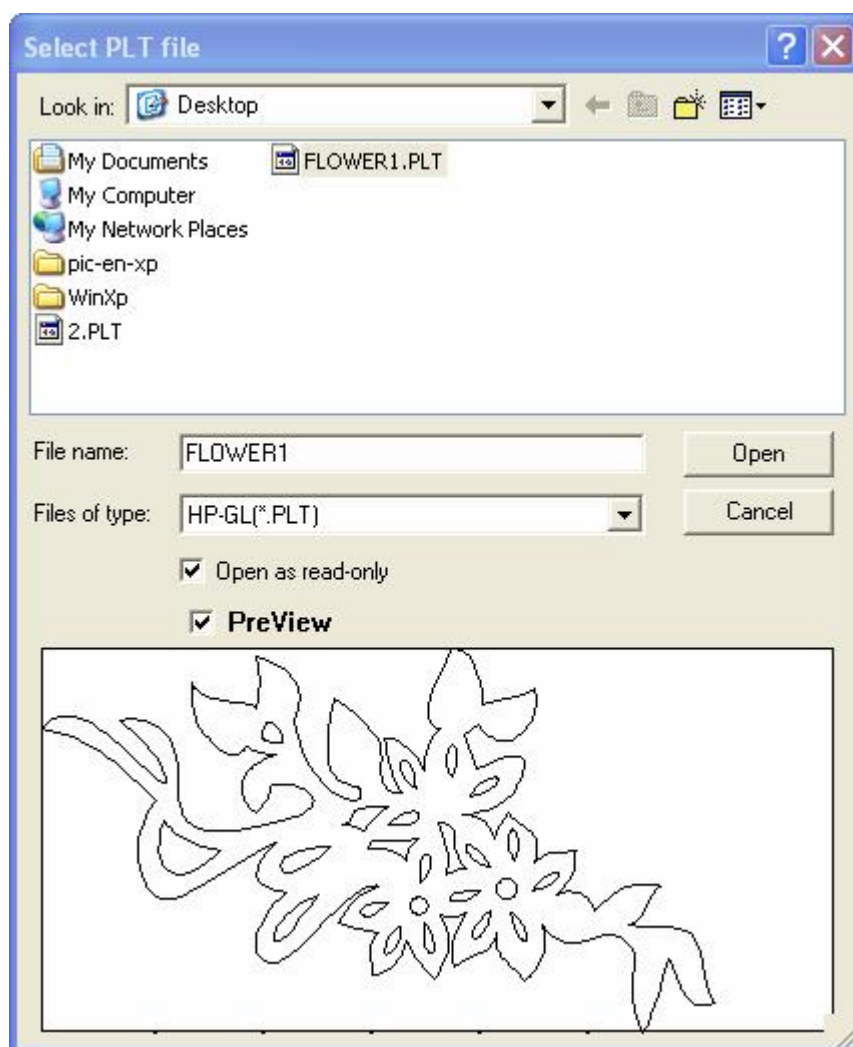 Select PLT file
Look in: Desktop
My Documents FLOWER1.PLT
My Computer
My Network Places
pic-en-xp
WinXp
2.PLT
File name: FLOWER1 Open
Files of type: HP-GL(*.PLT) Cancel
Open as read-only
PreView